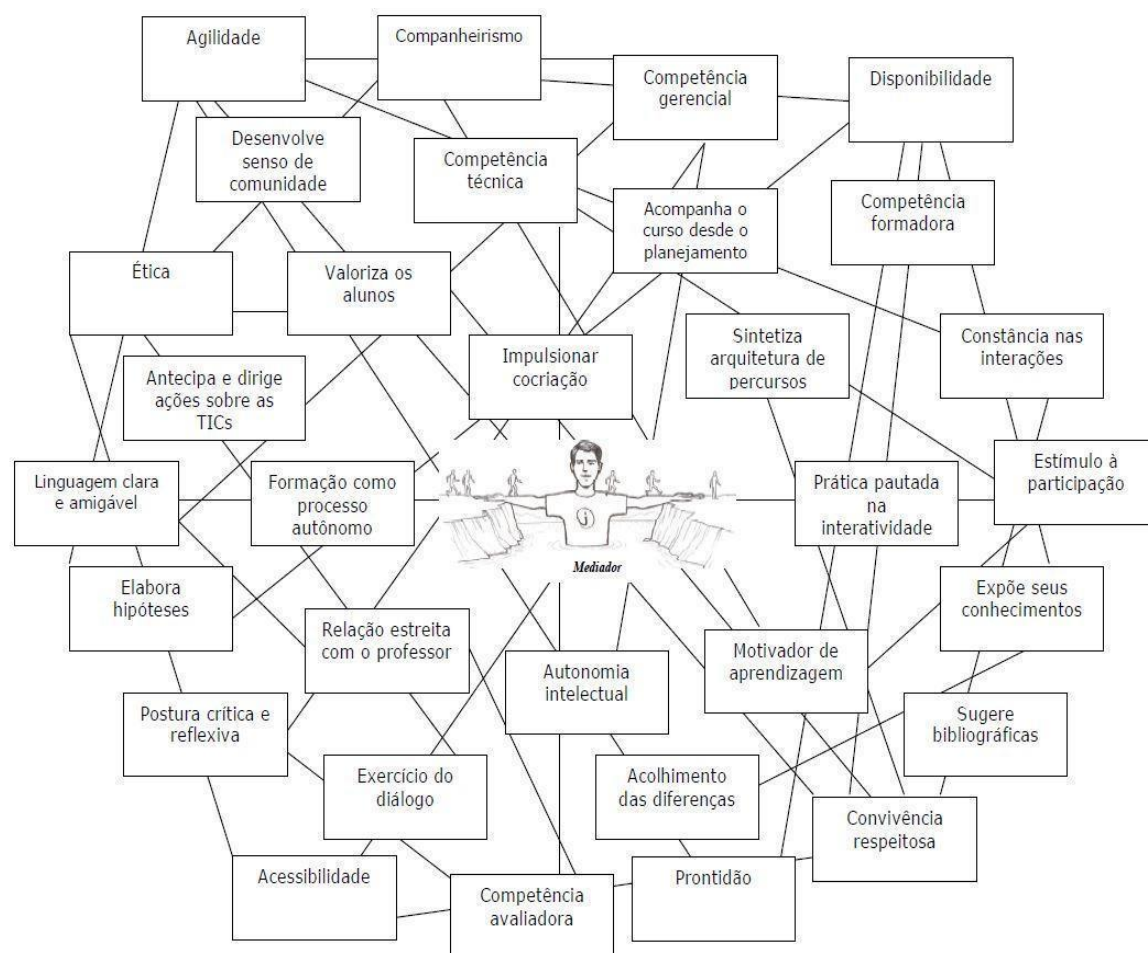 Agilidade
Companheirismo
Competência
gerencial
Disponibilidade
Desenvolve
senso de
comunidade
Competência
técnica
Acompanha o
curso desde o
planejamento
Competência
formadora
Ética
Valoriza os
alunos
Impulsionar
cocriação
Sintetiza
arquitetura de
percursos
Constância nas
interações
Antecipa e dirige
ações sobre as
TICs
Linguagem clara
e amigável
Formação como
processo
autônomo
Mediador
Prática pautada
na
interatividade
Estímulo à
participação
Elabora
hipóteses
Relação estreita
com o professor
Autonomia
intelectual
Motivador de
aprendizagem
Expõe seus
conhecimentos
Postura crítica e
reflexiva
Exercício do
diálogo
Acolhimento
das diferenças
Sugere
bibliográficas
Convivência
respeitosa
Acessibilidade
Competência
avaliadora
Prontidão